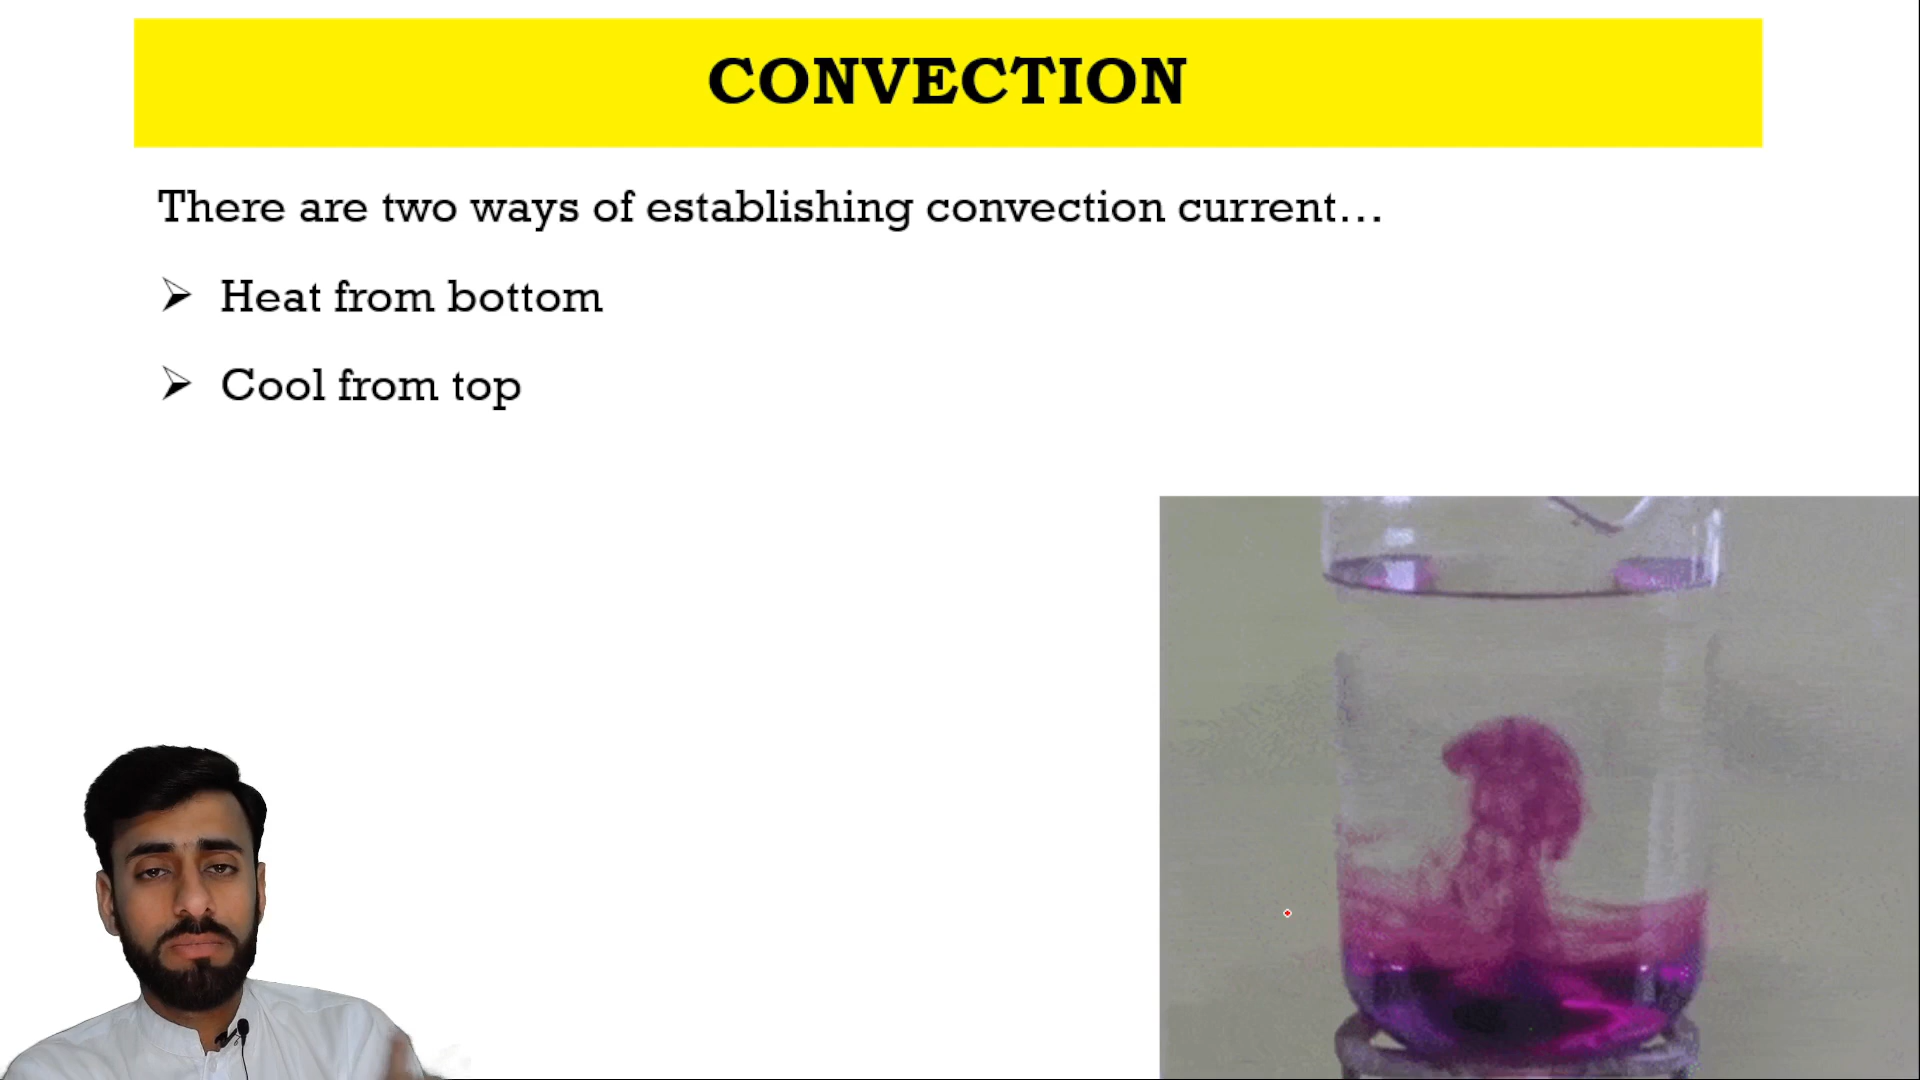 CONVECTION
There are two ways of establishing convection current...
Heat from bottom
Cool from top